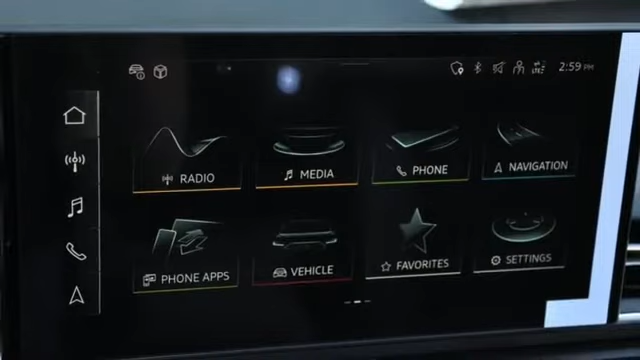 2:59 PM
RADIO
MEDIA
PHONE
NAVIGATION
PHONE APPS
VEHICLE
FAVORITES
SETTINGS